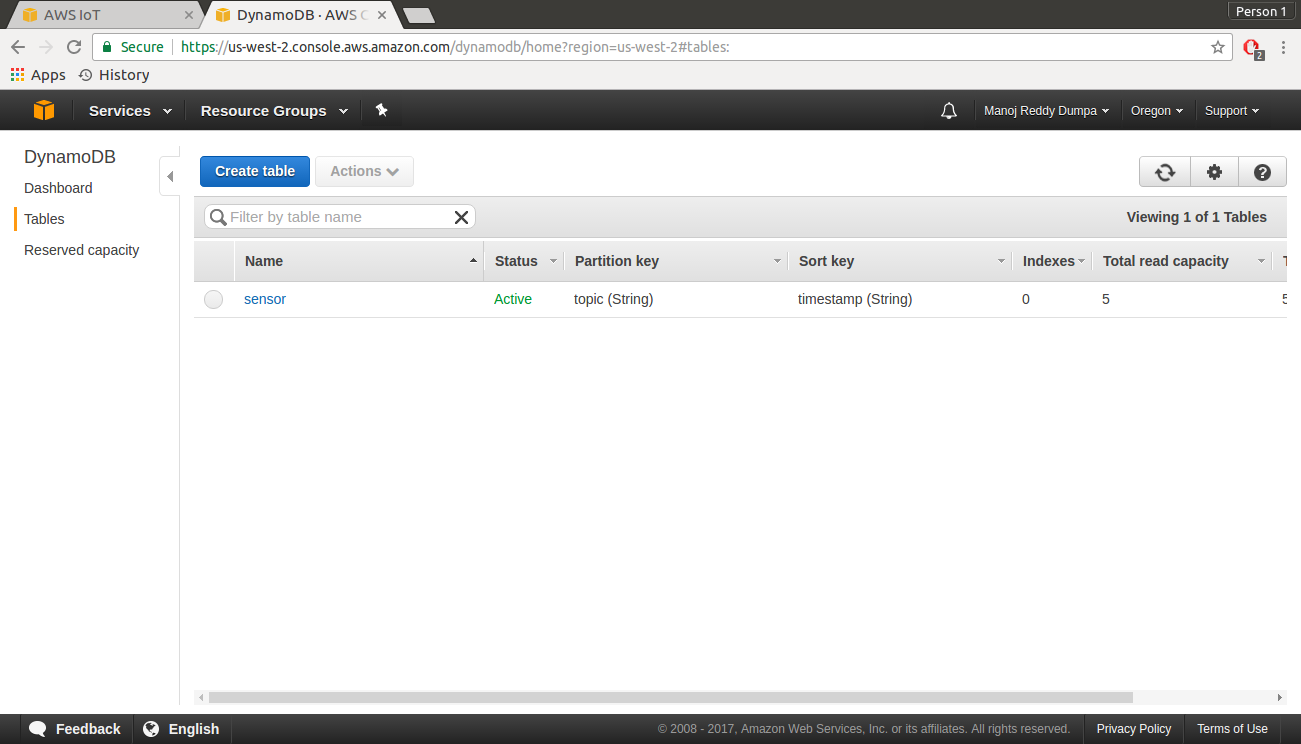 AWS IoT
DynamoDB · AWS C
Person 1
Secure
https://us-west-2.console.aws.amazon.com/dynamodb/home?region=us-west-2#tables:
2
Apps
History
Services
Resource Groups
Manoj Reddy Dumpa
Oregon
Support
DynamoDB
Dashboard
Tables
Reserved capacity
Create table
Actions
Filter by table name
Viewing 1 of 1 Tables
Name Status Partition key Sort key Indexes Total read capacity T
sensor Active topic (String) timestamp (String) 0 5 5
Feedback
English
© 2008 - 2017, Amazon Web Services, Inc. or its affiliates. All rights reserved.
Privacy Policy
Terms of Use